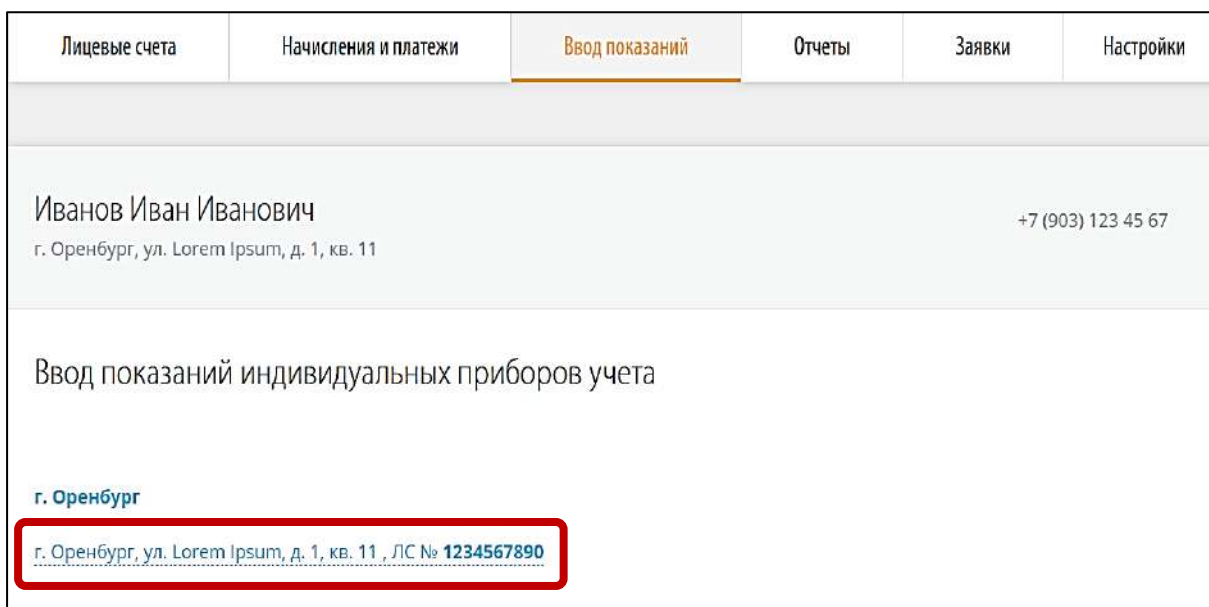 Лицевые счета Начисления и платежи Ввод показаний Отчеты Заявки Настройки
Иванов Иван Иванович
+7 (903) 123 45 67
г. Оренбург, ул. Lorem Ipsum, д. 1, кв. 11
Ввод показаний индивидуальных приборов учета
г. Оренбург
г. Оренбург, ул. Lorem Ipsum, д. 1, кв. 11 , ЛС № 1234567890